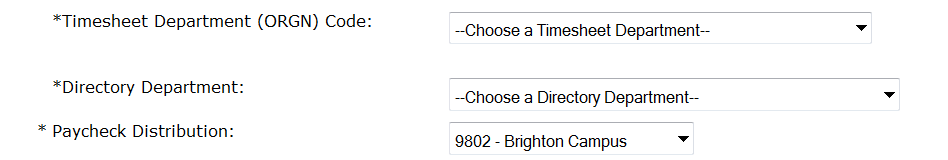 *Timesheet Department (ORGN) Code: --Choose a Timesheet Department--
*Directory Department: --Choose a Directory Department--
* Paycheck Distribution: 9802 - Brighton Campus